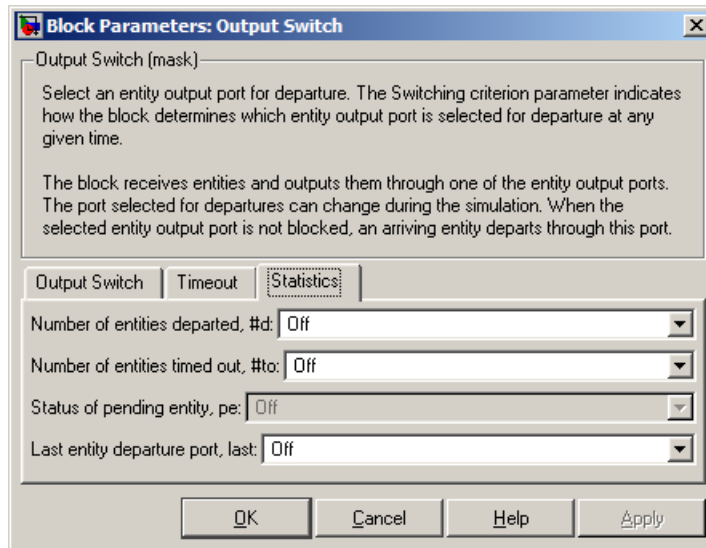 Block Parameters: Output Switch
Output Switch (mask)
Select an entity output port for departure. The Switching criterion parameter indicates
how the block determines which entity output port is selected for departure at any
given time.
The block receives entities and outputs them through one of the entity output ports.
The port selected for departures can change during the simulation. When the
selected entity output port is not blocked, an arriving entity departs through this port.
Output Switch Timeout Statistics
Number of entities departed, #d: Off
Number of entities timed out, #to: Off
Status of pending entity, pe: Off
Last entity departure port, last: Off
OK Cancel Help Apply